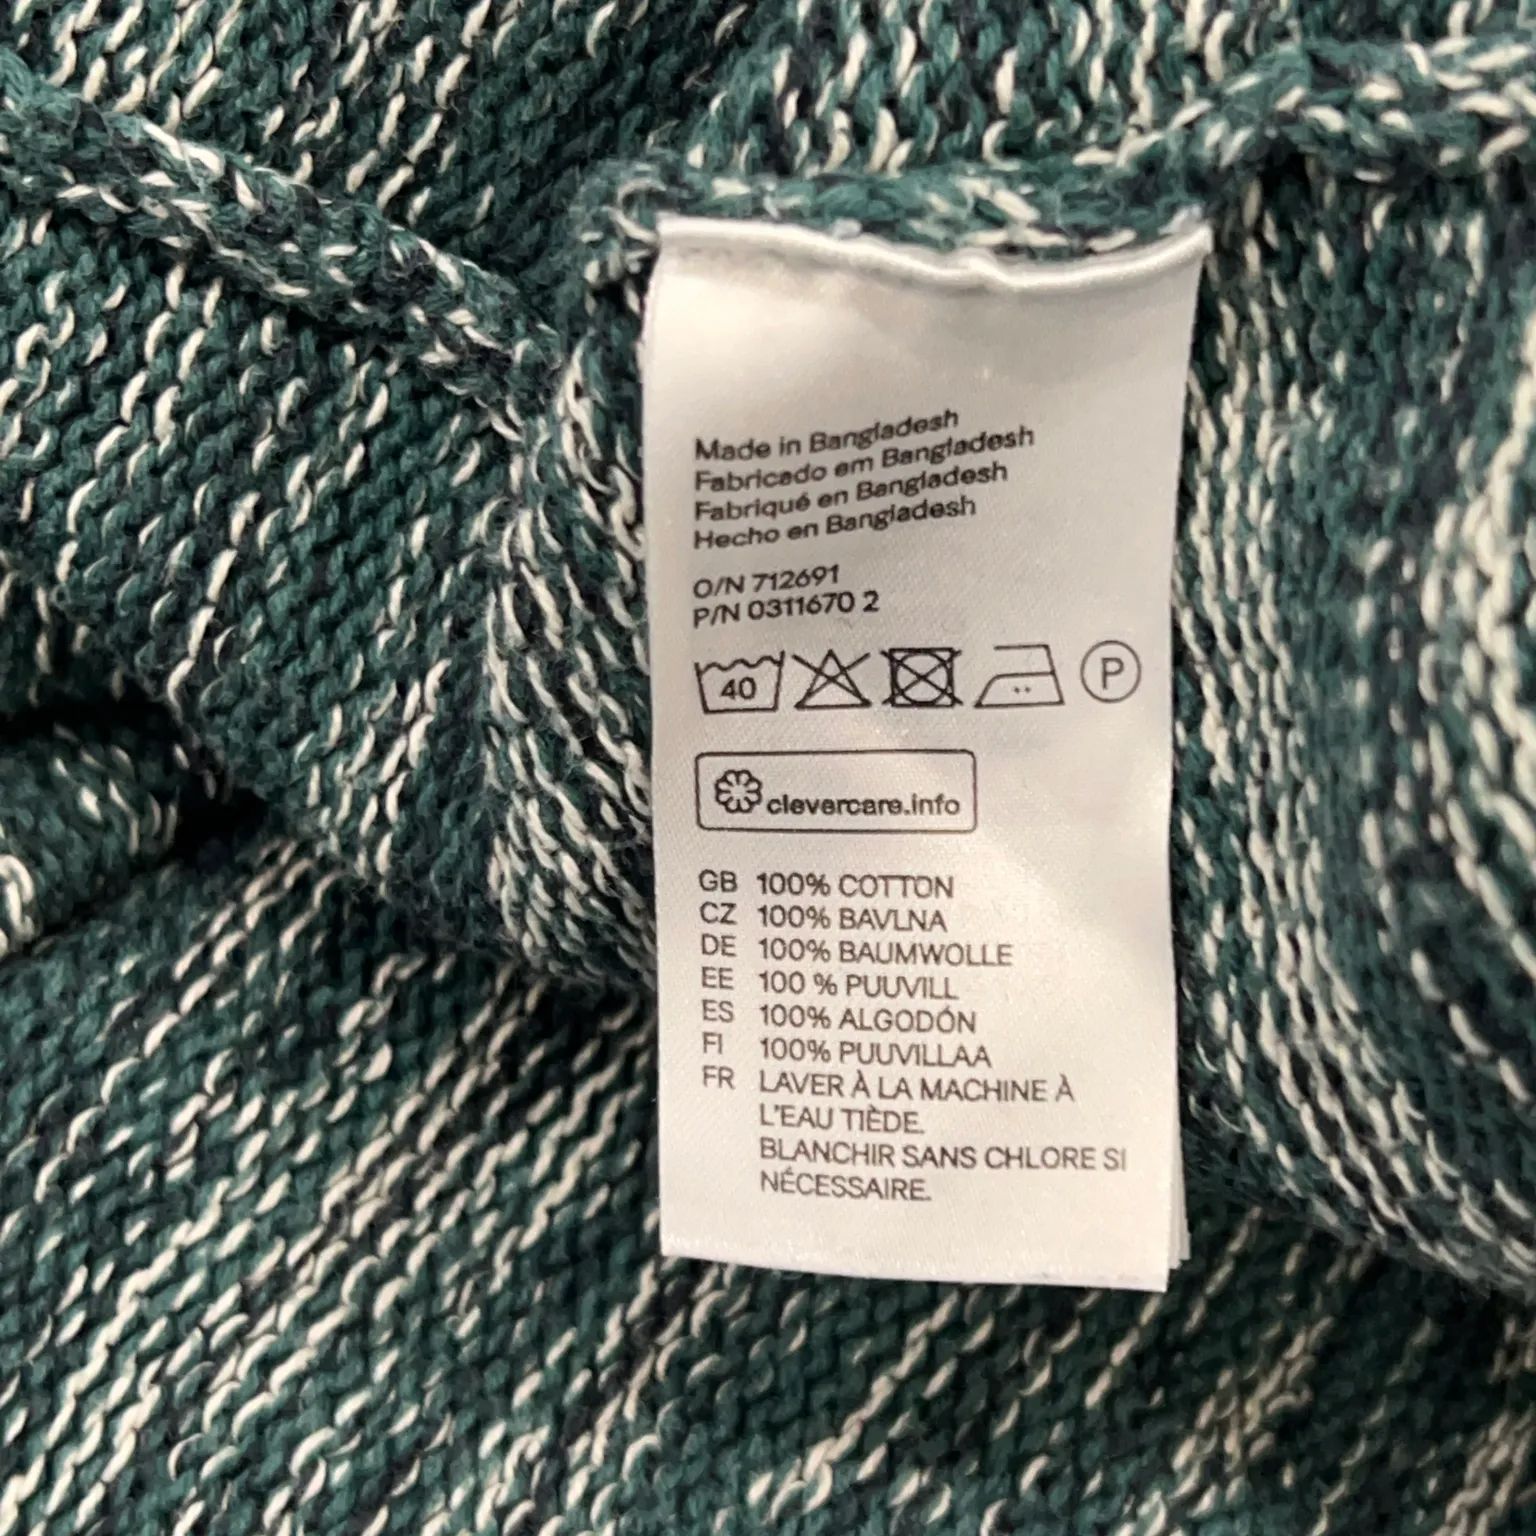 Made in Bangladesh
Fabricado em Bangladesh
Fabriqué en Bangladesh
Hecho en Bangladesh
O/N 712691
P/N 0311670 2
40 P
clevercare.info
GB 100% COTTON
CZ 100% BAVLNA
DE 100% BAUMWOLLE
EE 100 % PUUVILL
ES 100% ALGODÓN
FI 100% PUUVILLAA
FR LAVER À LA MACHINE À
L'EAU TIÈDE.
BLANCHIR SANS CHLORE SI
NÉCESSAIRE.